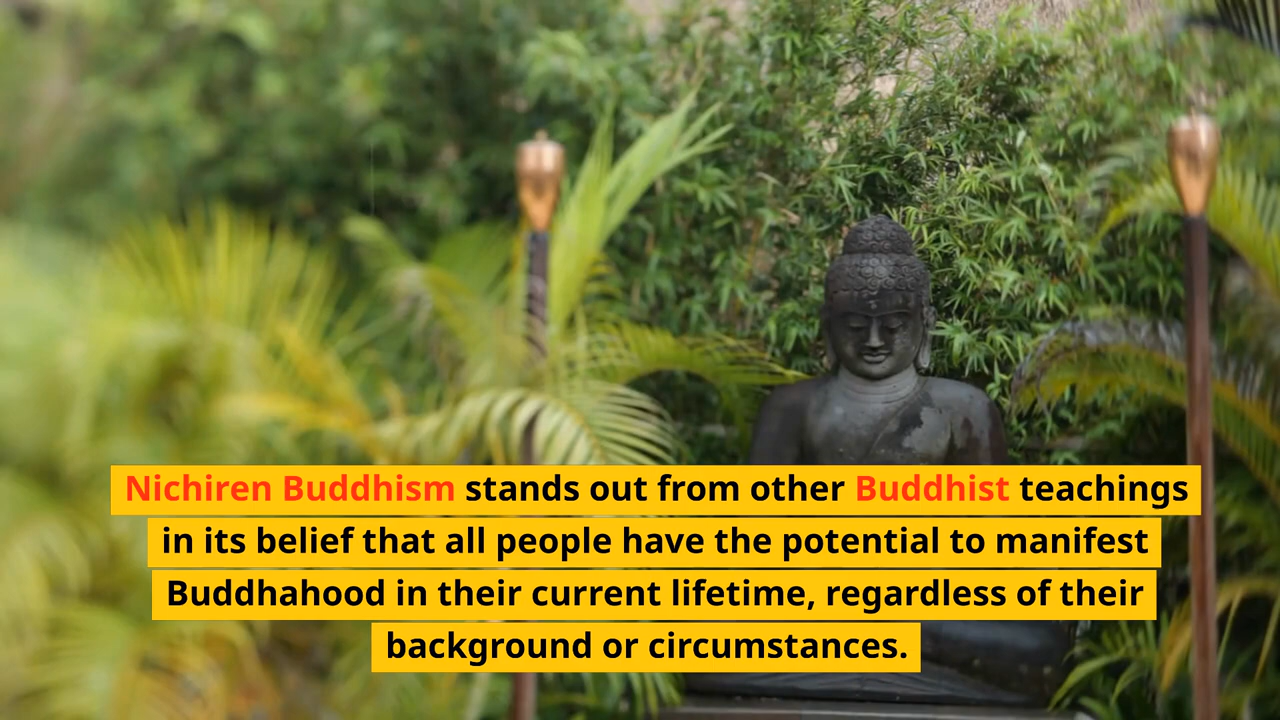 Nichiren Buddhism stands out from other Buddhist teachings
in its belief that all people have the potential to manifest
Buddhahood in their current lifetime, regardless of their
background or circumstances.